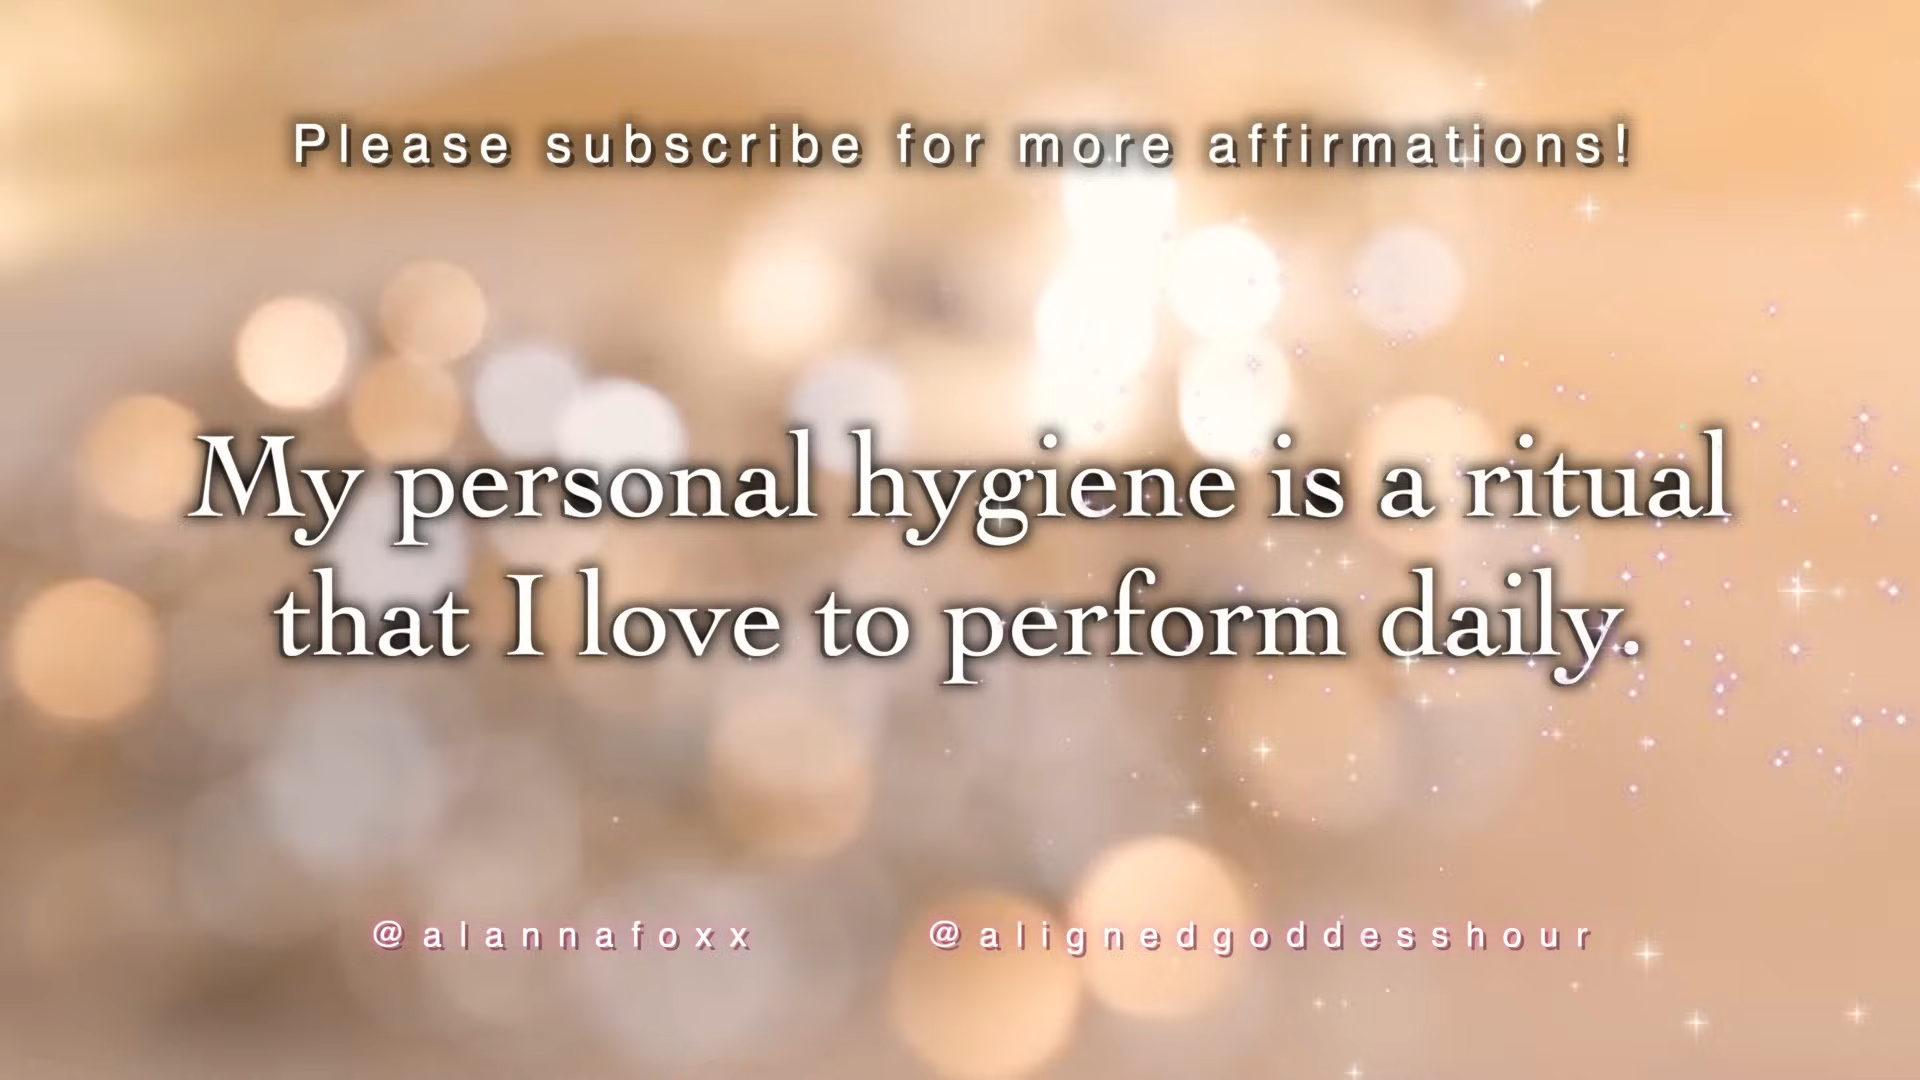 Please subscribe for more affirmations!
My personal hygiene is a ritual
that I love to perform daily.
@alannafoxx @alignedgoddesshour